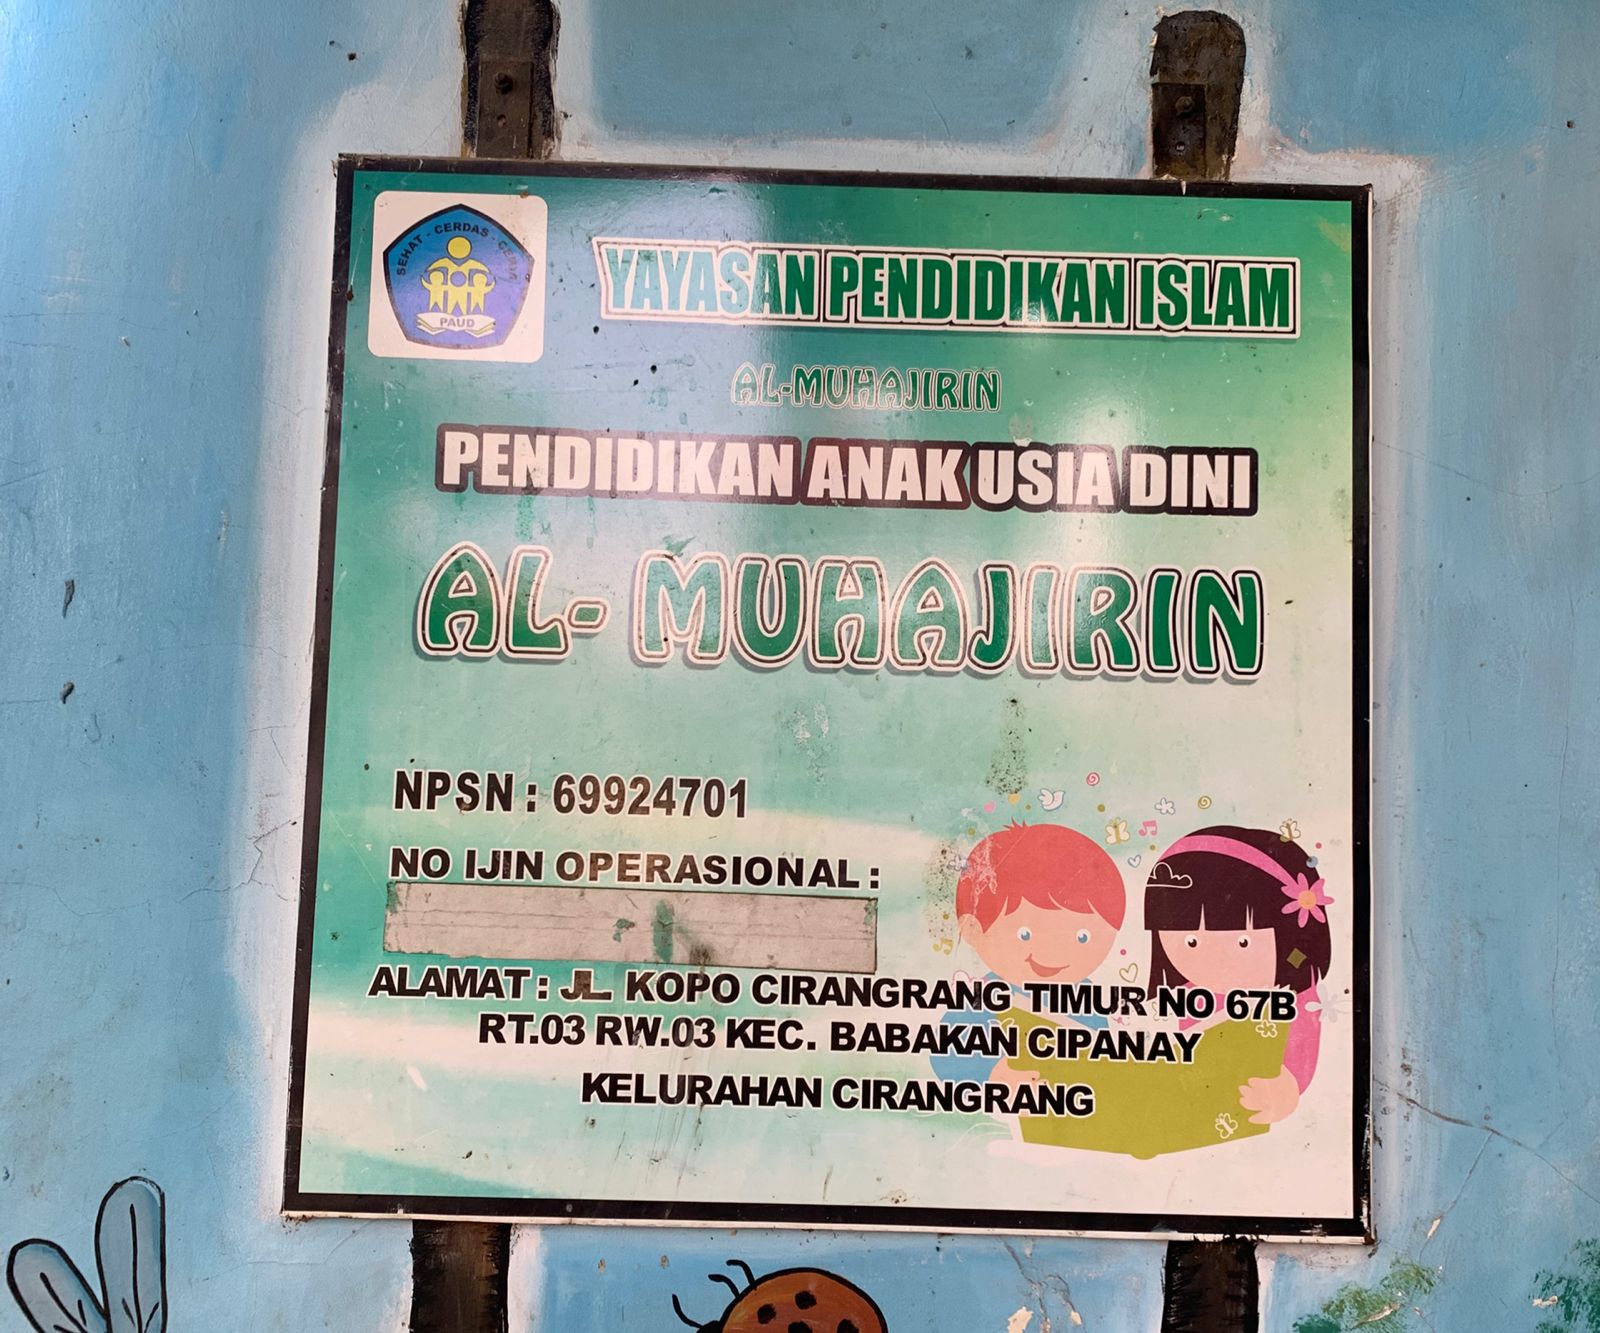 SEHAT - CERDAS - CERIA
PAUD
YAYASAN PENDIDIKAN ISLAM
AL-MUHAJIRIN
PENDIDIKAN ANAK USIA DINI
AL- MUHAJIRIN
NPSN : 69924701
NO IJIN OPERASIONAL :
ALAMAT : JL. KOPO CIRANGRANG TIMUR NO 67B
RT.03 RW.03 KEC. BABAKAN CIPANAY
KELURAHAN CIRANGRANG